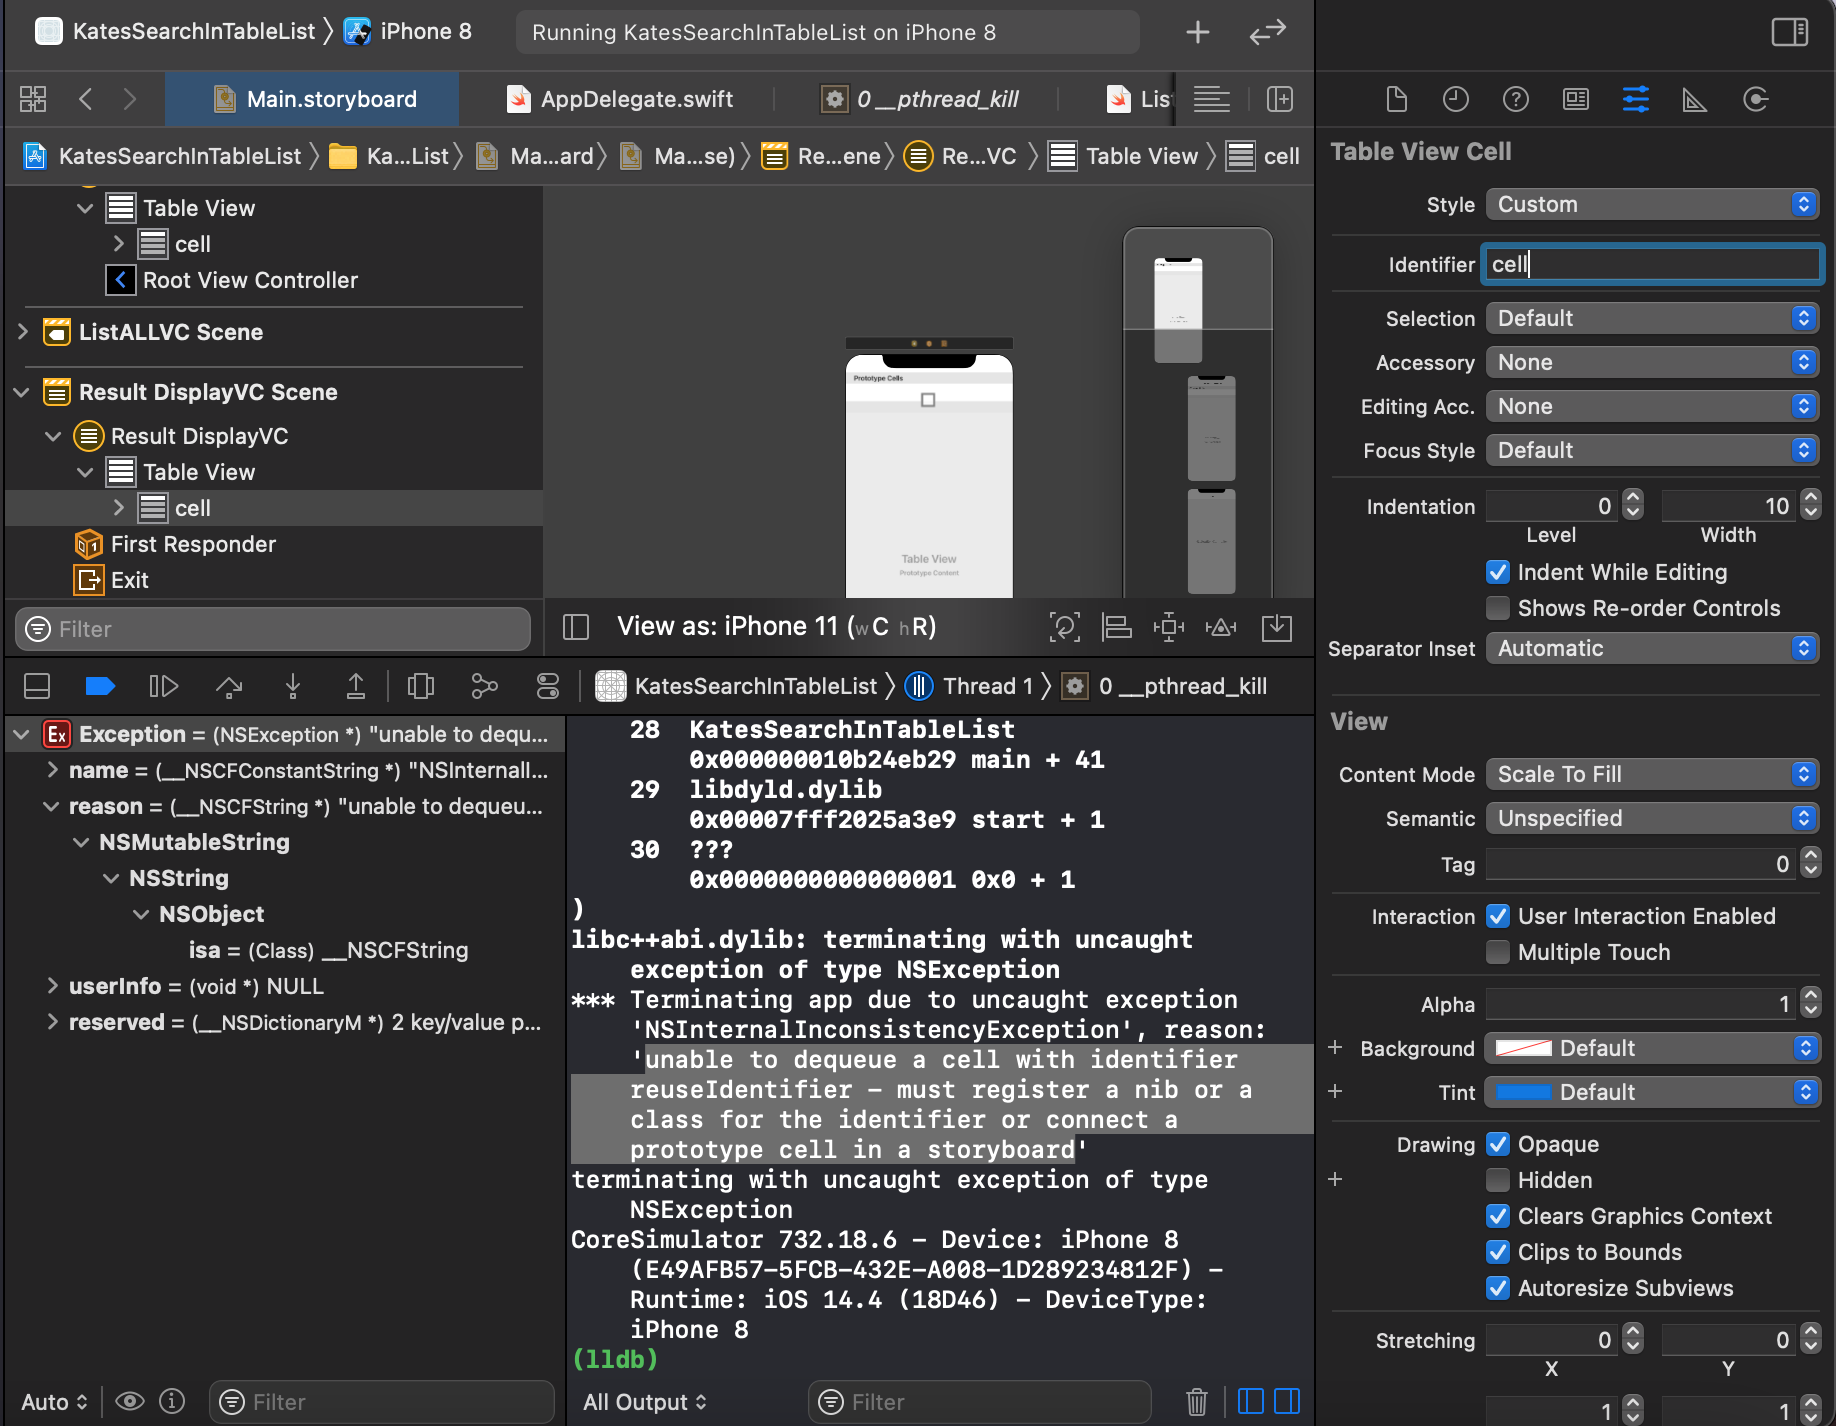 KatesSearchInTableList 〉 iPhone 8
Running KatesSearchInTableList on iPhone 8
Main.storyboard
AppDelegate.swift
0 __pthread_kill
Lis
KatesSearchInTableList 〉 Ka...List 〉 Ma...ard 〉 Ma...se) 〉 Re...ene 〉 Re...VC 〉 Table View 〉 cell
Table View
cell
Root View Controller
ListALLVC Scene
Result DisplayVC Scene
Result DisplayVC
Table View
cell
First Responder
Exit
Filter
Prototype Cells
Table View
Prototype Content
View as: iPhone 11 (wC hR)
KatesSearchInTableList 〉 Thread 1 〉 0 __pthread_kill
Exception = (NSException *) "unable to dequ...
name = (__NSCFConstantString *) "NSInternalI...
reason = (__NSCFString *) "unable to dequeu...
NSMutableString
NSString
NSObject
isa = (Class) __NSCFString
userInfo = (void *) NULL
reserved = (__NSDictionaryM *) 2 key/value p...
Auto
Filter
28 KatesSearchInTableList
0x000000010b24eb29 main + 41
29 libdyld.dylib
0x00007fff2025a3e9 start + 1
30 ???
0x0000000000000001 0x0 + 1
)
libc++abi.dylib: terminating with uncaught
exception of type NSException
*** Terminating app due to uncaught exception
'NSInternalInconsistencyException', reason:
'unable to dequeue a cell with identifier
reuseIdentifier - must register a nib or a
class for the identifier or connect a
prototype cell in a storyboard'
terminating with uncaught exception of type
NSException
CoreSimulator 732.18.6 - Device: iPhone 8
(E49AFB57-5FCB-432E-A008-1D289234812F) -
Runtime: iOS 14.4 (18D46) - DeviceType:
iPhone 8
(lldb)
All Output
Filter
Table View Cell
Style Custom
Identifier cell
Selection Default
Accessory None
Editing Acc. None
Focus Style Default
Indentation 0 10
Level Width
Indent While Editing
Shows Re-order Controls
Separator Inset Automatic
View
Content Mode Scale To Fill
Semantic Unspecified
Tag 0
Interaction User Interaction Enabled
Multiple Touch
Alpha 1
+ Background Default
+ Tint Default
Drawing Opaque
+ Hidden
Clears Graphics Context
Clips to Bounds
Autoresize Subviews
Stretching 0 0
X Y
1 1